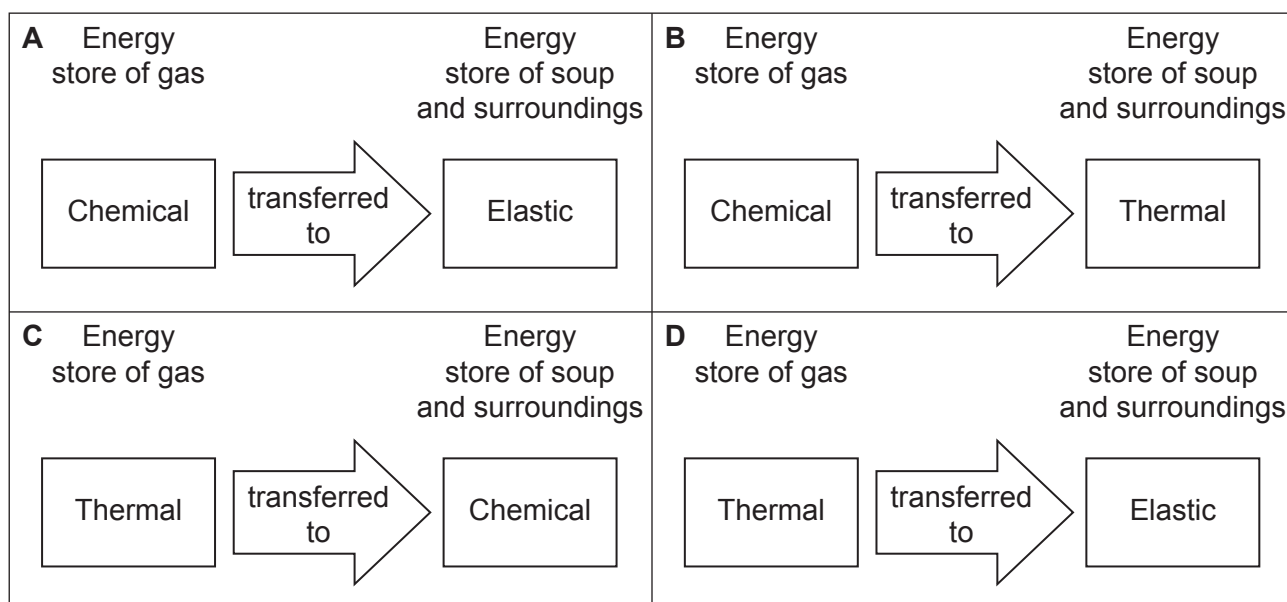 A Energy
store of gas
Energy
store of soup
and surroundings
Chemical
transferred
to
Elastic
B Energy
store of gas
Energy
store of soup
and surroundings
Chemical
transferred
to
Thermal
C Energy
store of gas
Energy
store of soup
and surroundings
Thermal
transferred
to
Chemical
D Energy
store of gas
Energy
store of soup
and surroundings
Thermal
transferred
to
Elastic